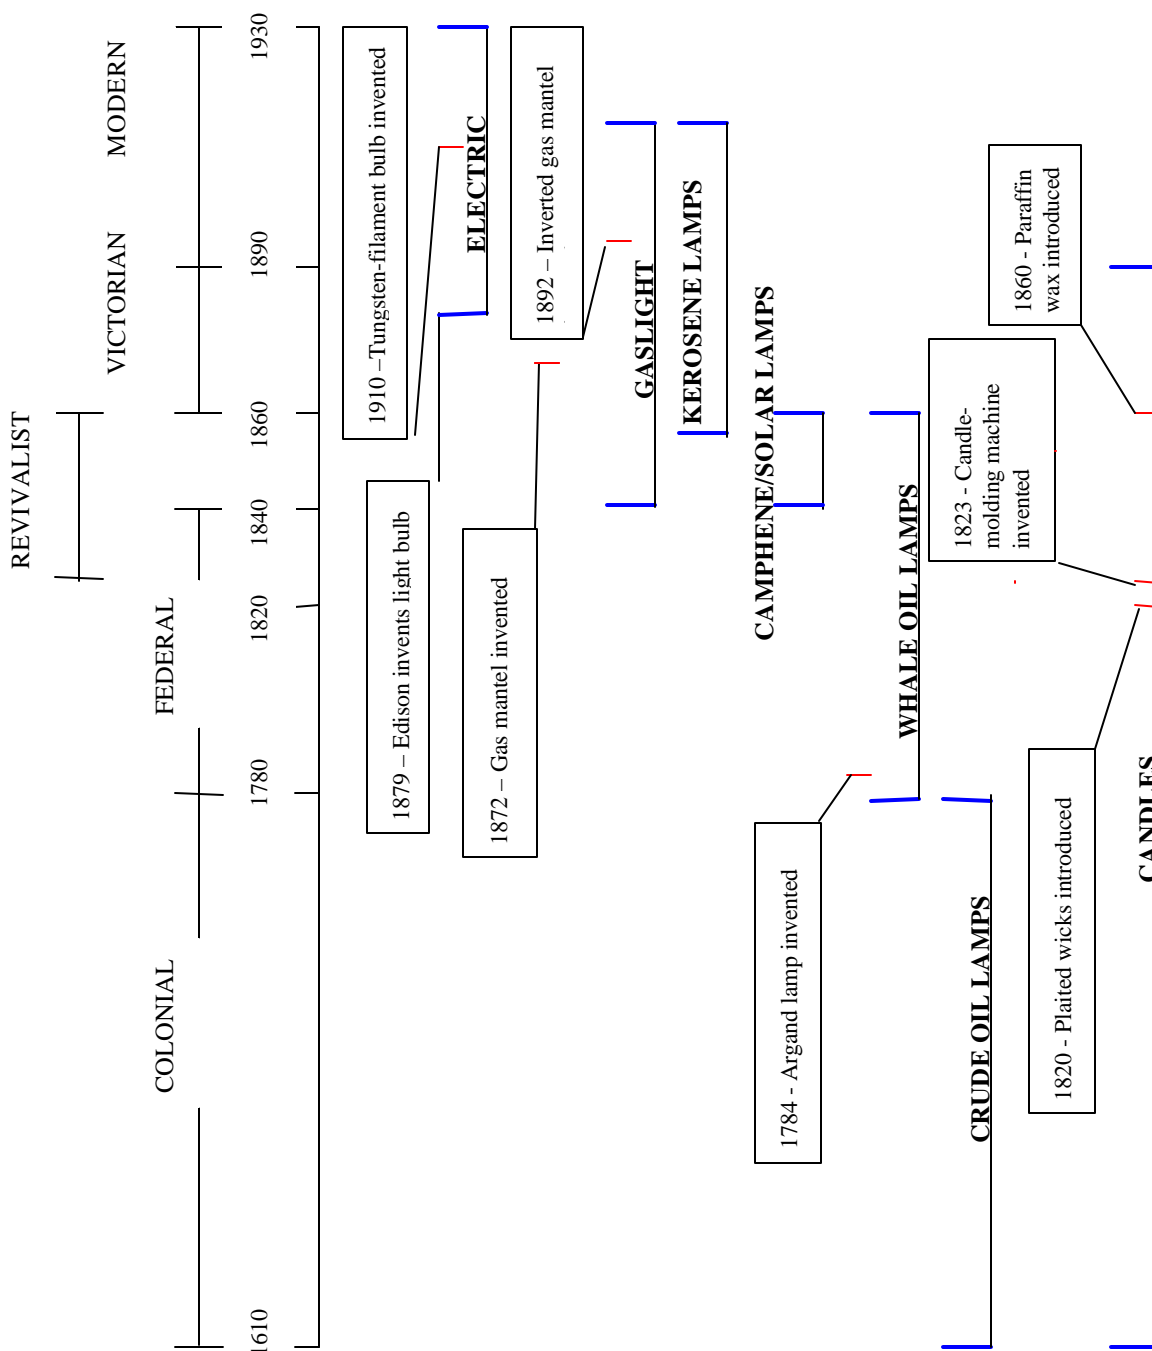 REVIVALIST
COLONIAL
FEDERAL
VICTORIAN
MODERN
1610
1780
1820
1840
1860
1890
1930
1910 –Tungsten-filament bulb invented
1879 – Edison invents light bulb
ELECTRIC
1872 – Gas mantel invented
1892 – Inverted gas mantel
GASLIGHT
KEROSENE LAMPS
CAMPHENE/SOLAR LAMPS
1784 - Argand lamp invented
WHALE OIL LAMPS
CRUDE OIL LAMPS
1823 - Candle-
molding machine
invented
1860 - Paraffin
wax introduced
1820 - Plaited wicks introduced
CANDLES